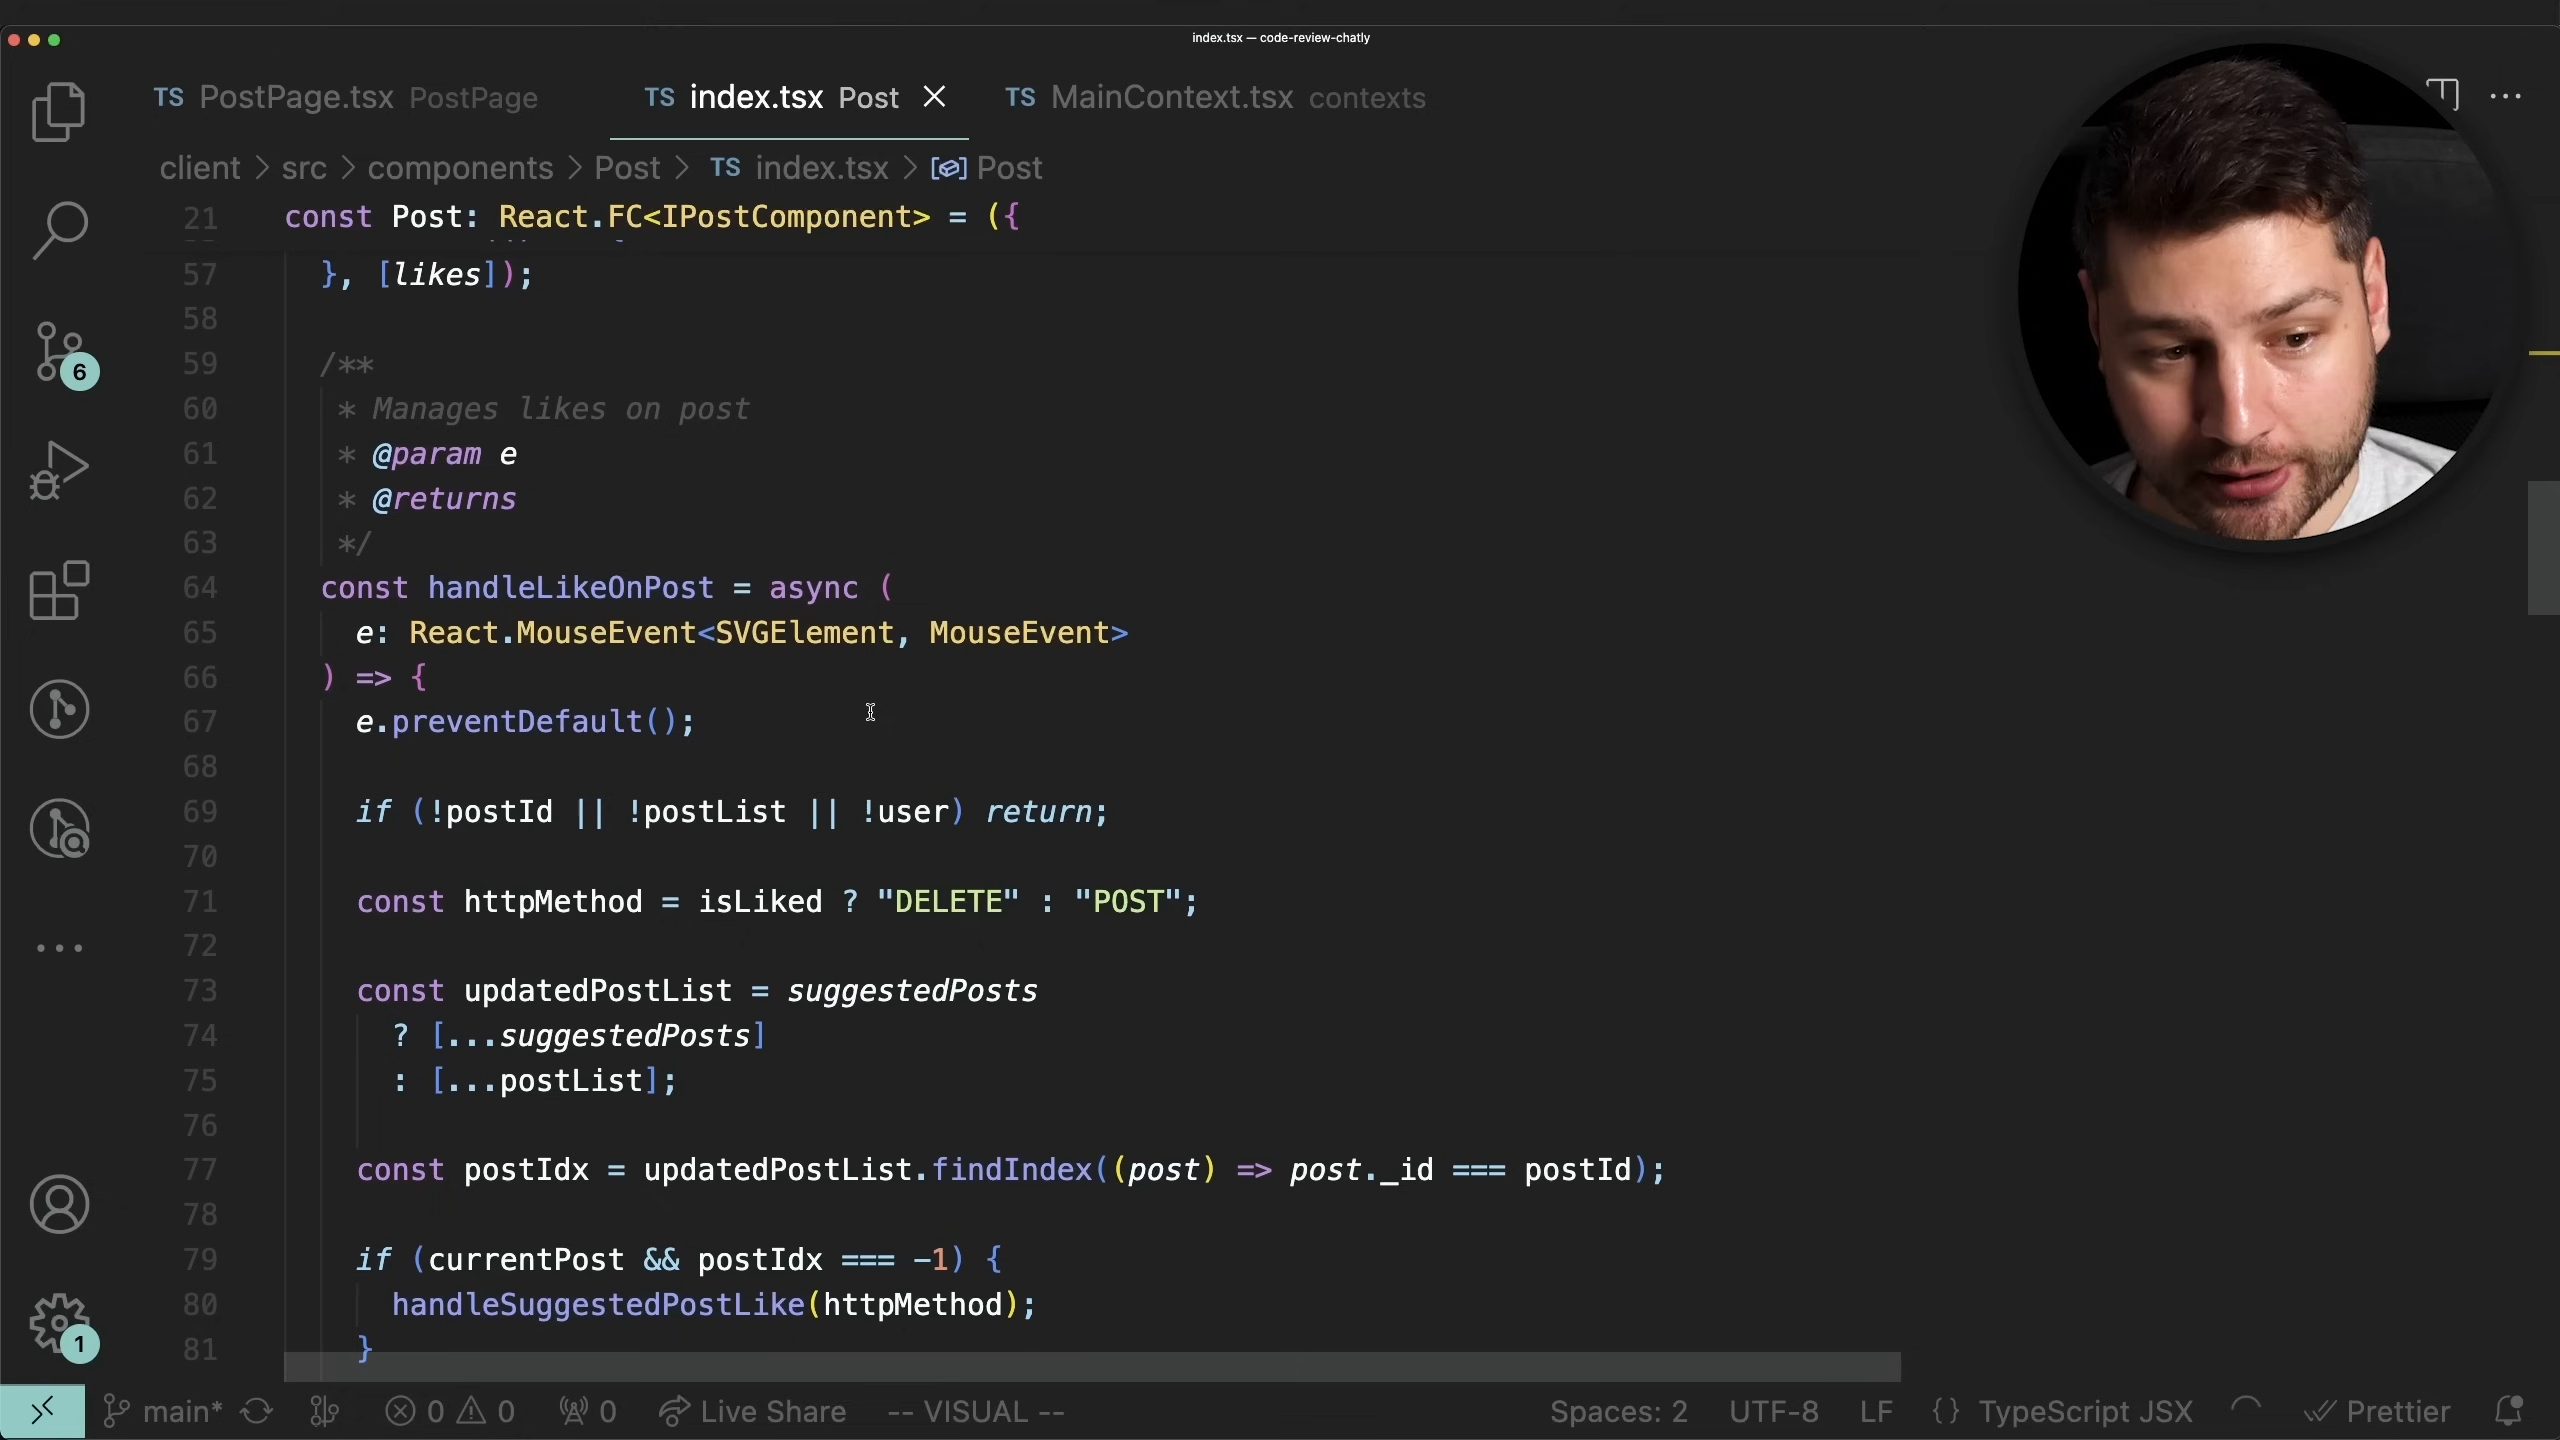 index.tsx — code-review-chatly
TS PostPage.tsx PostPage TS index.tsx Post TS MainContext.tsx contexts
client > src > components > Post > TS index.tsx > Post
21 const Post: React.FC<IPostComponent> = ({
57 }, [likes]);
58
59 /**
60 * Manages likes on post
61 * @param e
62 * @returns
63 */
64 const handleLikeOnPost = async (
65 e: React.MouseEvent<SVGElement, MouseEvent>
66 ) => {
67 e.preventDefault();
68
69 if (!postId || !postList || !user) return;
70
71 const httpMethod = isLiked ? "DELETE" : "POST";
72
73 const updatedPostList = suggestedPosts
74 ? [...suggestedPosts]
75 : [...postList];
76
77 const postIdx = updatedPostList.findIndex((post) => post._id === postId);
78
79 if (currentPost && postIdx === -1) {
80 handleSuggestedPostLike(httpMethod);
81 }
6
1
main* 0 0 0 Live Share -- VISUAL -- Spaces: 2 UTF-8 LF {} TypeScript JSX Prettier